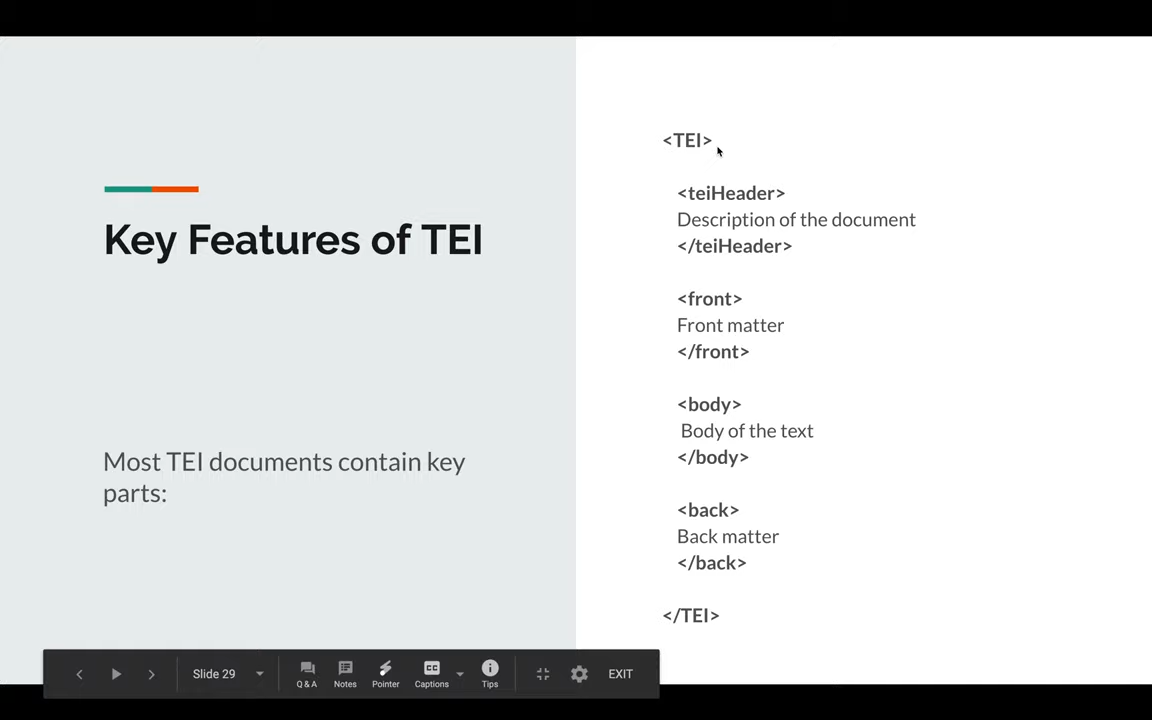 Key Features of TEI
Most TEI documents contain key
parts:
<TEI>
<teiHeader>
Description of the document
</teiHeader>
<front>
Front matter
</front>
<body>
Body of the text
</body>
<back>
Back matter
</back>
</TEI>
Slide 29
Q & A
Notes
Pointer
CC
Captions
Tips
EXIT